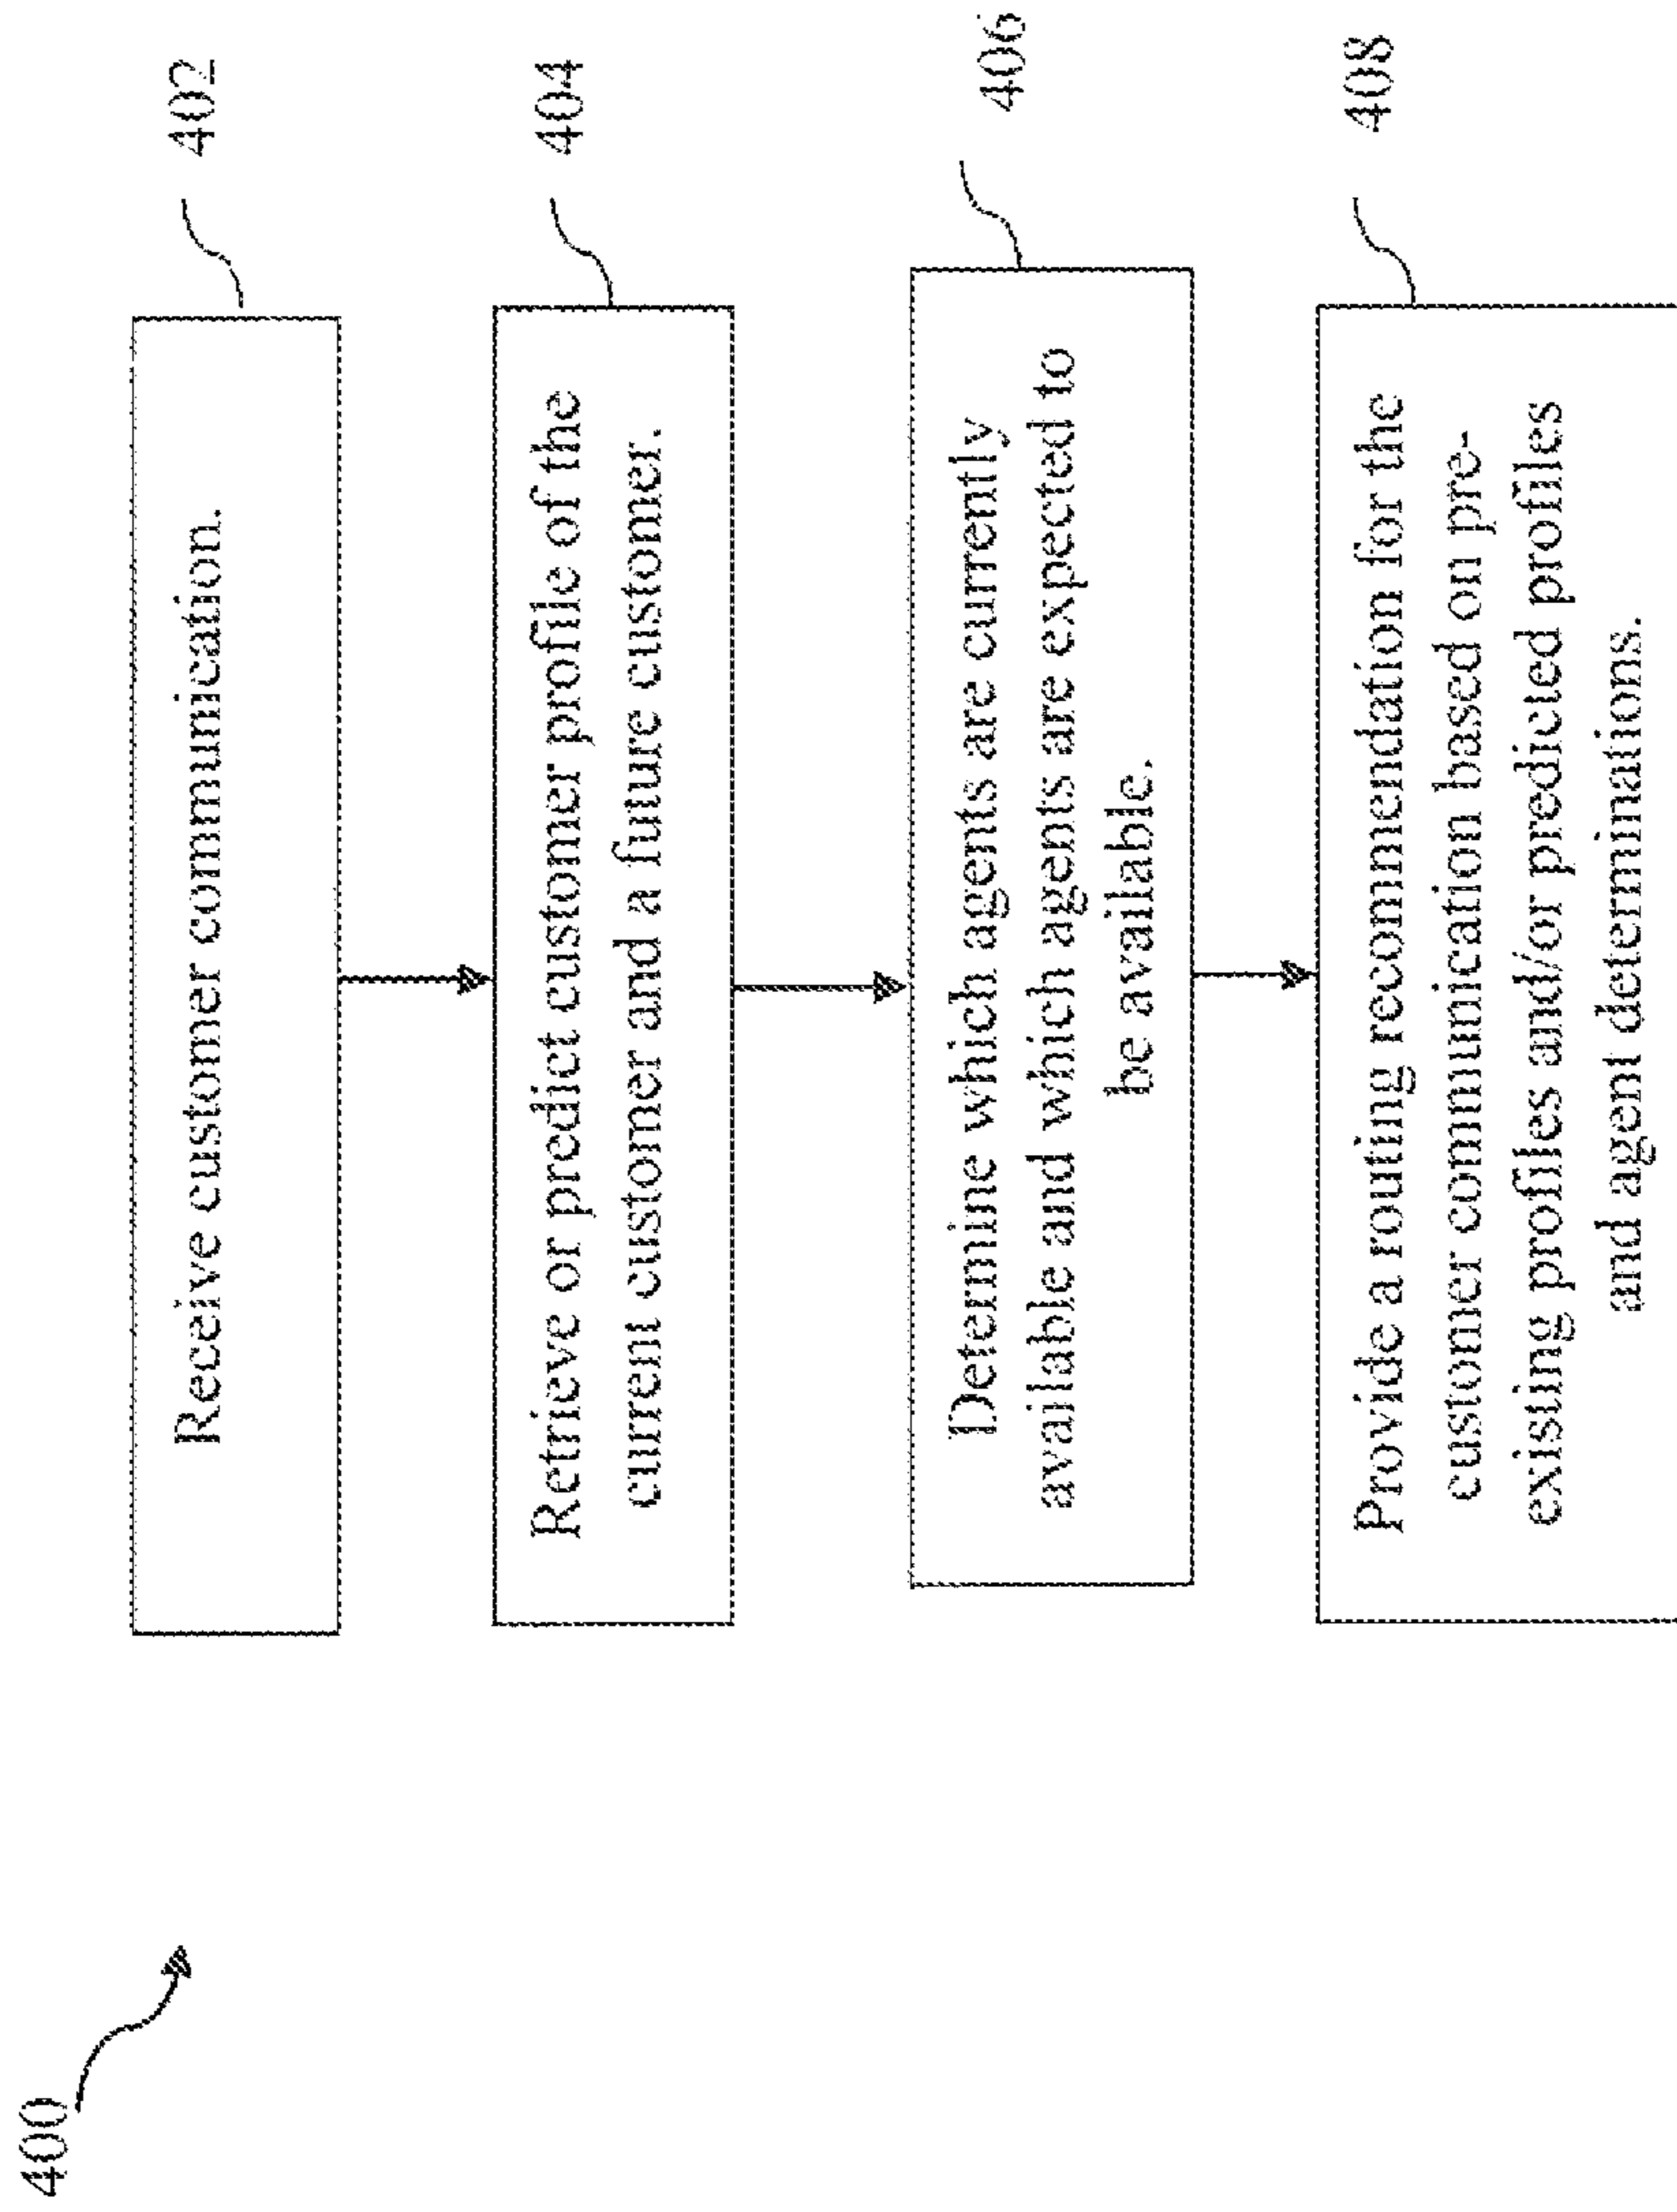 400
Receive customer communication.
402
Retrieve or predict customer profile of the
current customer and a future customer.
404
Determine which agents are currently
available and which agents are expected to
be available.
406
Provide a routing recommendation for the
customer communication based on pre-
existing profiles and/or predicted profiles
and agent determinations.
408